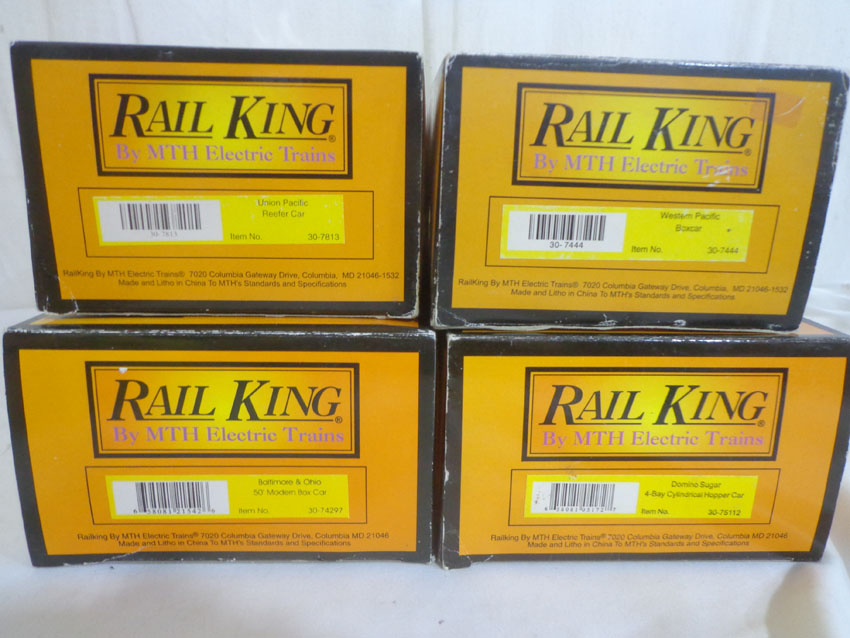 RAIL KING®
By MTH Electric Trains
Union Pacific
Reefer Car
30-7813
Item No. 30-7813
RailKing By MTH Electric Trains® 7020 Columbia Gateway Drive, Columbia, MD 21046-1532
Made and Litho in China To MTH's Standards and Specifications
RAIL KING®
By MTH Electric Trains
Western Pacific
Boxcar
30-7444
Item No. 30-7444
RailKing By MTH Electric Trains® 7020 Columbia Gateway Drive, Columbia, MD 21046-1532
Made and Litho in China To MTH's Standards and Specifications
RAIL KING®
By MTH Electric Trains
Baltimore & Ohio
50' Modern Box Car
6 58081 21342 6
Item No. 30-74297
Railking By MTH Electric Trains® 7020 Columbia Gateway Drive, Columbia MD 21046
Made and Litho in China To MTH's Standards and Specifications
RAIL KING®
By MTH Electric Trains
Domino Sugar
4-Bay Cylindrical Hopper Car
Item No. 30-75112
Railking By MTH Electric Trains® 7020 Columbia Gateway Drive, Columbia MD 21046
Made and Litho in China To MTH's Standards and Specifications